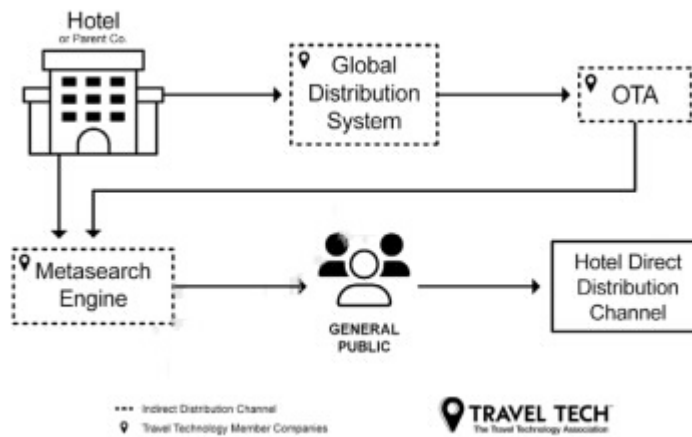 Hotel
or Parent Co.
Global
Distribution
System
OTA
Metasearch
Engine
GENERAL
PUBLIC
Hotel Direct
Distribution
Channel
Indirect Distribution Channel
Travel Technology Member Companies
TRAVEL TECH
The Travel Technology Association